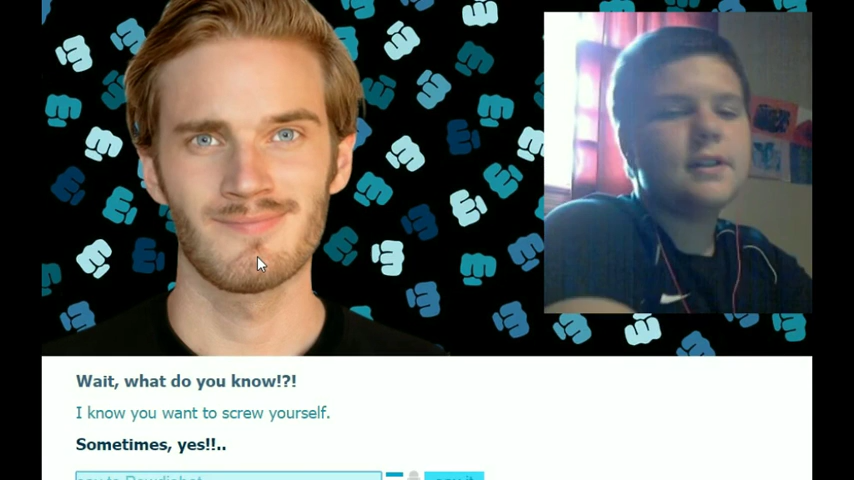 Wait, what do you know!?!
I know you want to screw yourself.
Sometimes, yes!!..